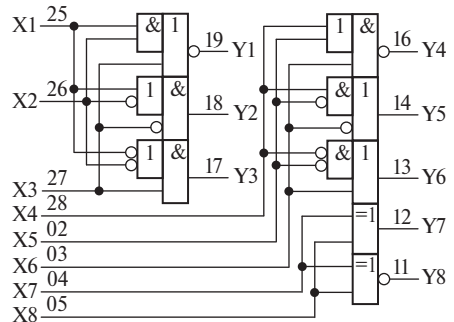 X1 25 & 1 19 Y1
X2 26 1 & 18 Y2
1 & 17 Y3
X3 27
X4 28
X5 02
X6 03
X7 04
X8 05
1 & 16 Y4
& 1 14 Y5
& 1 13 Y6
=1 12 Y7
=1 11 Y8